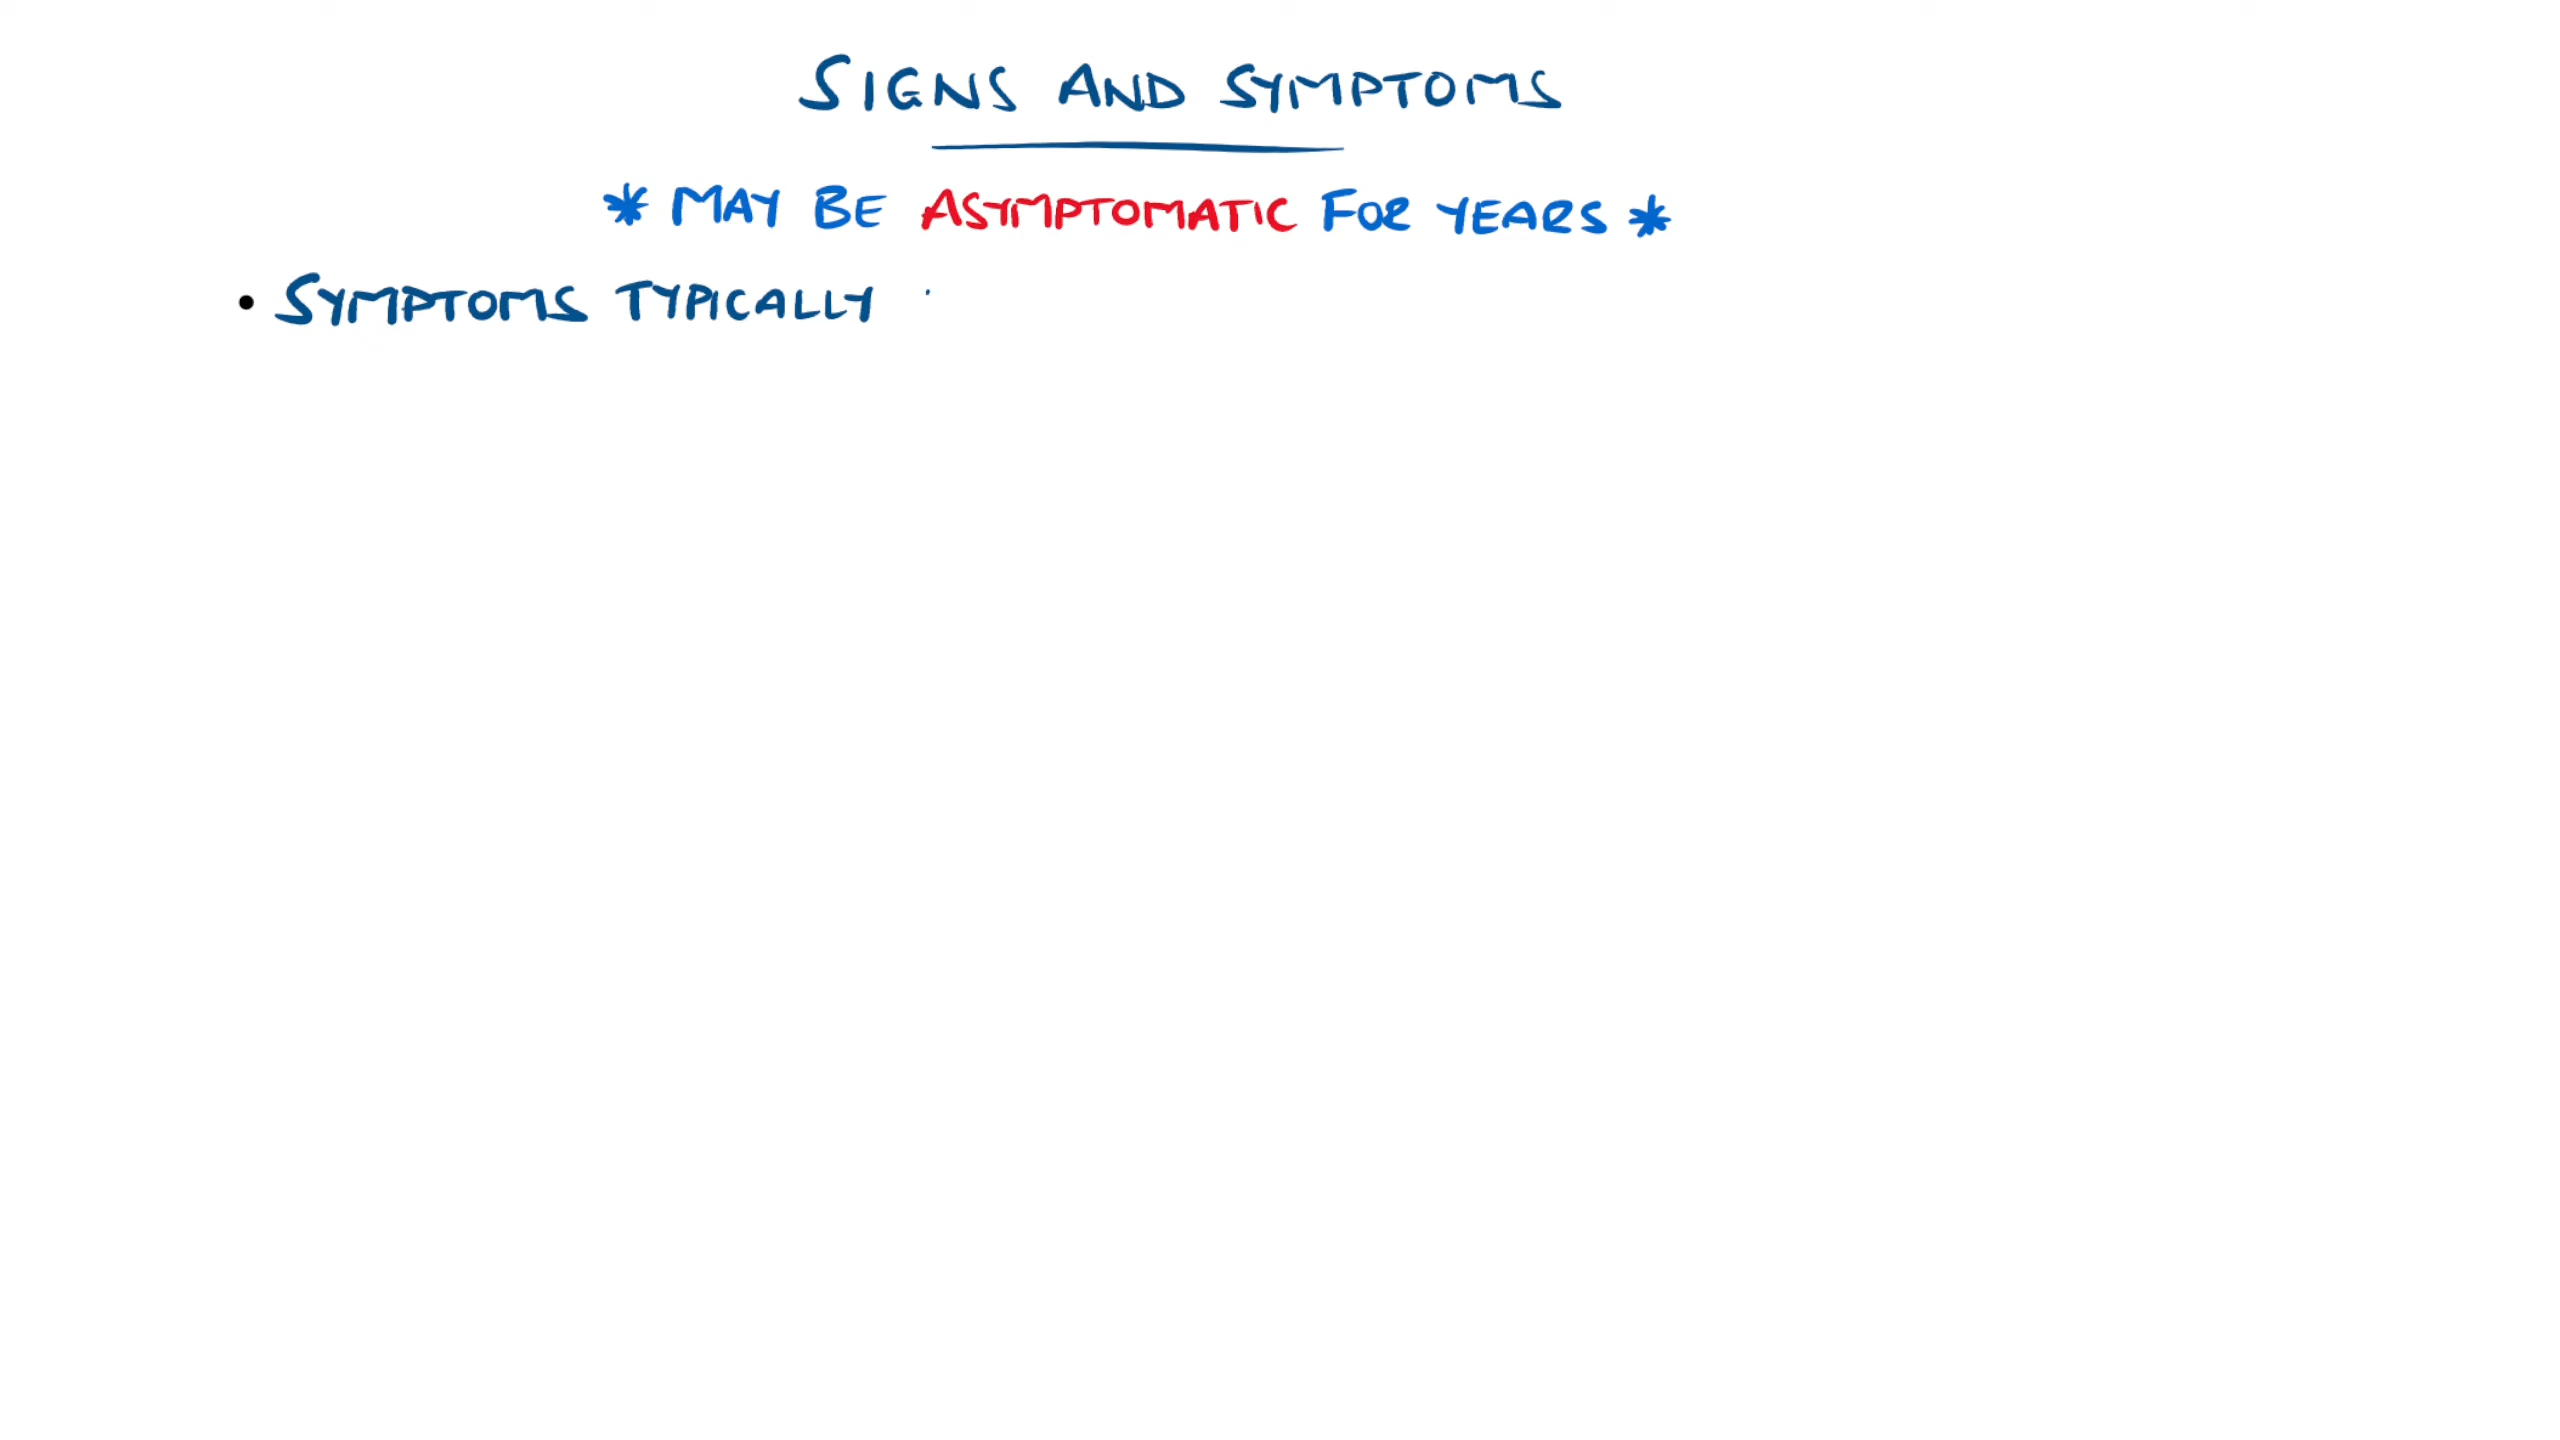 SIGNS AND SYMPTOMS
* MAY BE ASYMPTOMATIC FOR YEARS *
• SYMPTOMS TYPICALLY